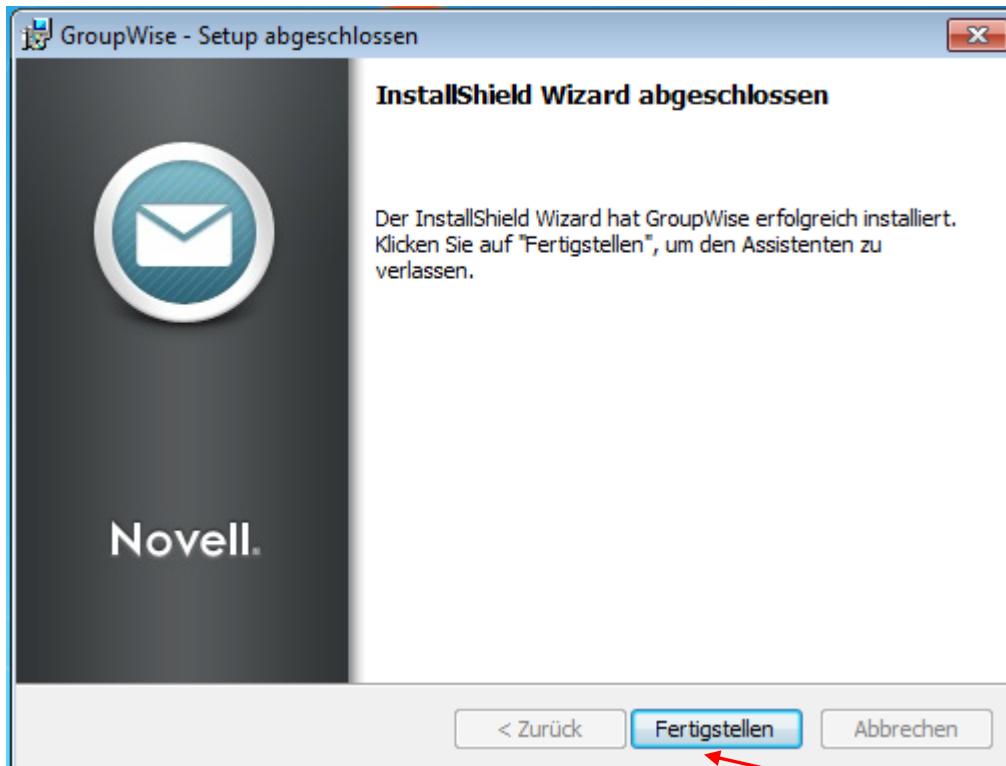 GroupWise - Setup abgeschlossen
InstallShield Wizard abgeschlossen
Der InstallShield Wizard hat GroupWise erfolgreich installiert.
Klicken Sie auf "Fertigstellen", um den Assistenten zu
verlassen.
Novell®
< Zurück Fertigstellen Abbrechen